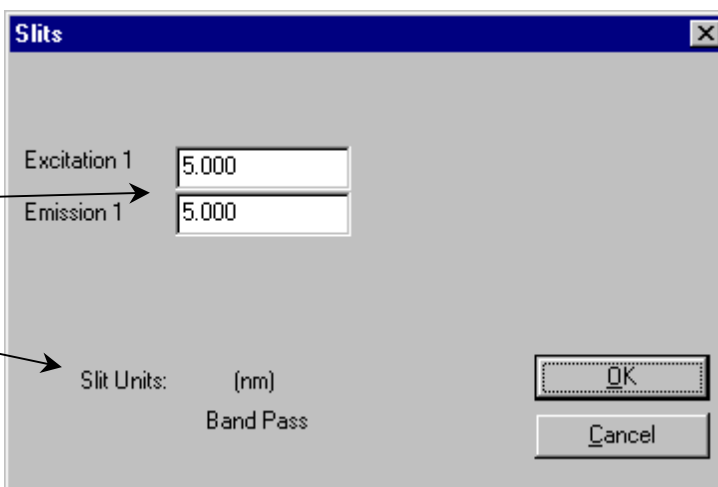 Slits
Excitation 1 5.000
Emission 1 5.000
Slit Units: (nm)
Band Pass
OK
Cancel